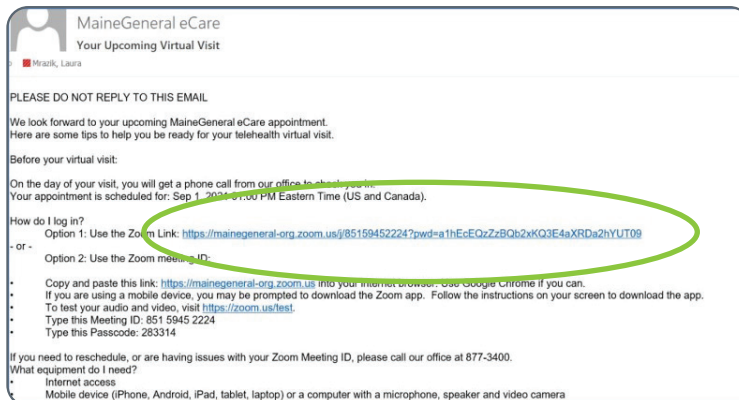 MaineGeneral eCare
Your Upcoming Virtual Visit
Mrazik, Laura
PLEASE DO NOT REPLY TO THIS EMAIL
We look forward to your upcoming MaineGeneral eCare appointment.
Here are some tips to help you be ready for your telehealth virtual visit.
Before your virtual visit:
On the day of your visit, you will get a phone call from our office to check you in.
Your appointment is scheduled for: Sep 1, 2021 01:00 PM Eastern Time (US and Canada).
How do I log in?
Option 1: Use the Zoom Link: https://mainegeneral-org.zoom.us/j/85159452224?pwd=a1hEcEQzZzBQb2xKQ3E4aXRDa2hYUT09
- or -
Option 2: Use the Zoom meeting ID:
• Copy and paste this link: https://mainegeneral-org.zoom.us into your internet browser. Use Google Chrome if you can.
• If you are using a mobile device, you may be prompted to download the Zoom app. Follow the instructions on your screen to download the app.
• To test your audio and video, visit https://zoom.us/test.
• Type this Meeting ID: 851 5945 2224
• Type this Passcode: 283314
If you need to reschedule, or are having issues with your Zoom Meeting ID, please call our office at 877-3400.
What equipment do I need?
• Internet access
• Mobile device (iPhone, Android, iPad, tablet, laptop) or a computer with a microphone, speaker and video camera